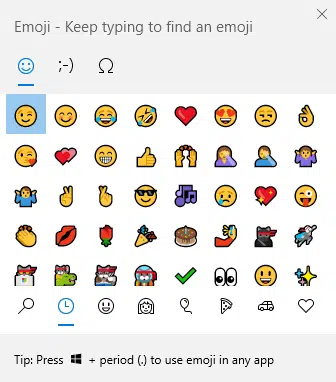 Emoji - Keep typing to find an emoji
;-)
Ω
Tip: Press + period (.) to use emoji in any app